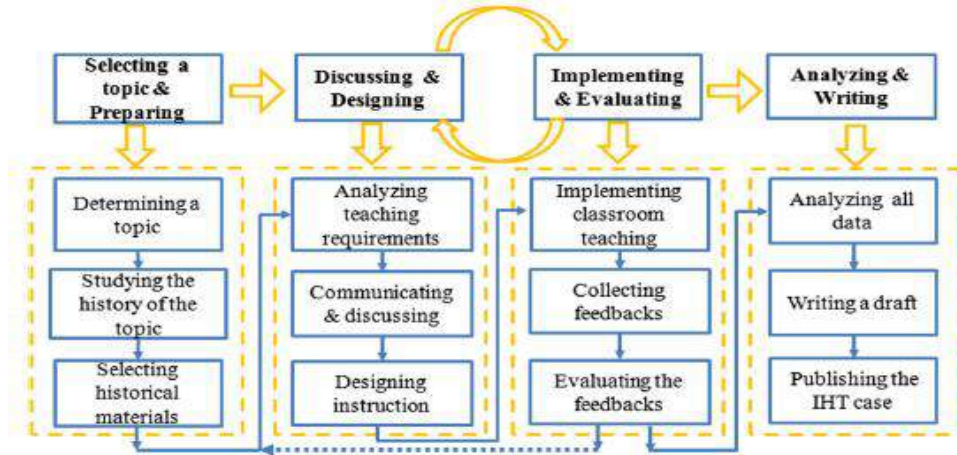 Selecting a
topic &
Preparing
Discussing &
Designing
Implementing
& Evaluating
Analyzing &
Writing
Determining a
topic
Studying the
history of the
topic
Selecting
historical
materials
Analyzing
teaching
requirements
Communicating
& discussing
Designing
instruction
Implementing
classroom
teaching
Collecting
feedbacks
Evaluating the
feedbacks
Analyzing all
data
Writing a draft
Publishing the
IHT case